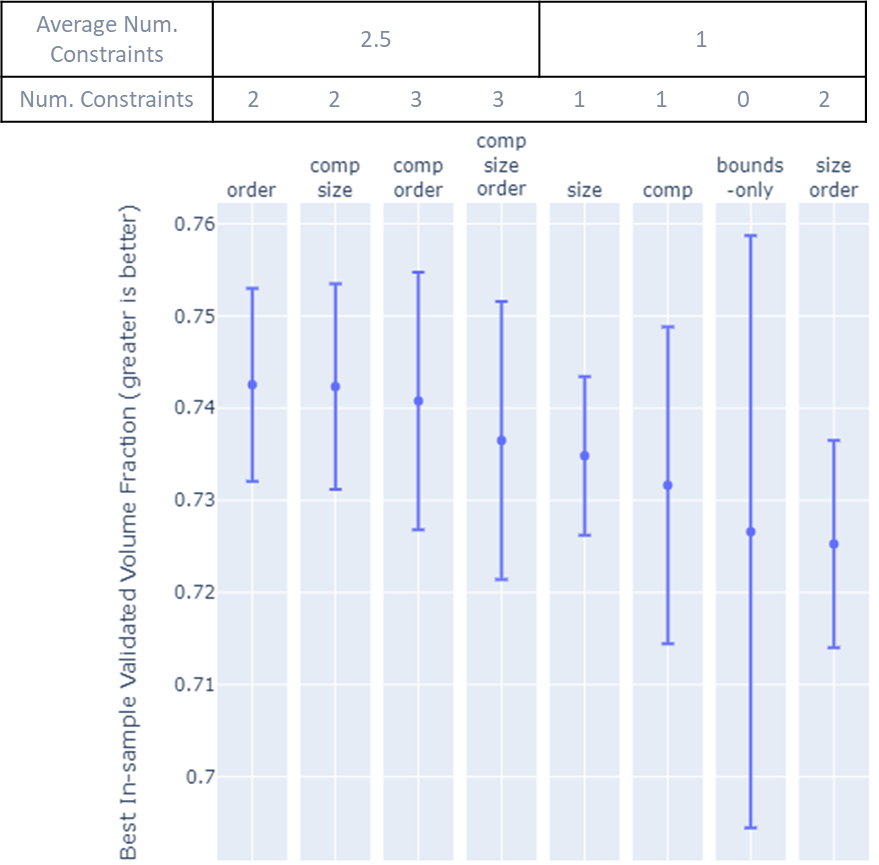 Average Num.
Constraints
2.5
1
Num. Constraints
2
2
3
3
1
1
0
2
order
comp
size
comp
order
comp
size
order
size
comp
bounds
-only
size
order
Best In-sample Validated Volume Fraction (greater is better)
0.76
0.75
0.74
0.73
0.72
0.71
0.7